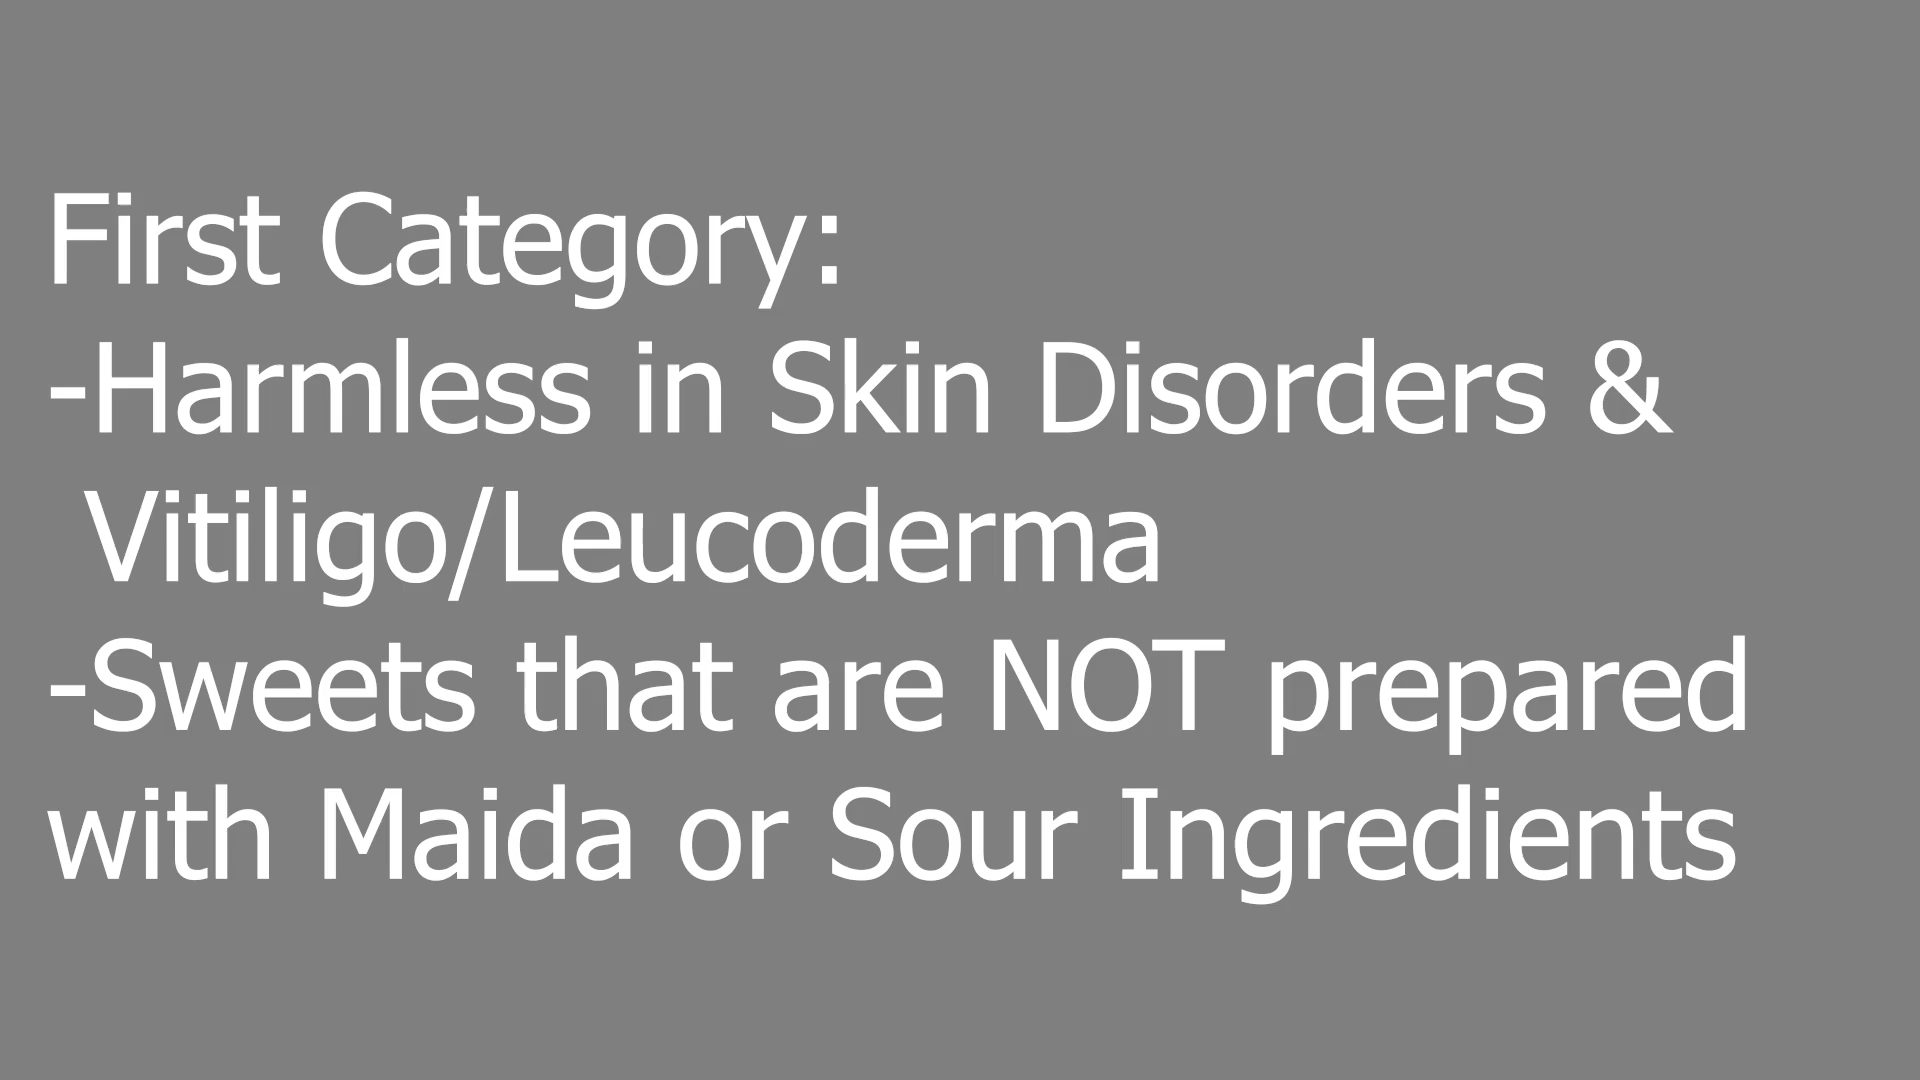 First Category:
-Harmless in Skin Disorders &
Vitiligo/Leucoderma
-Sweets that are NOT prepared
with Maida or Sour Ingredients